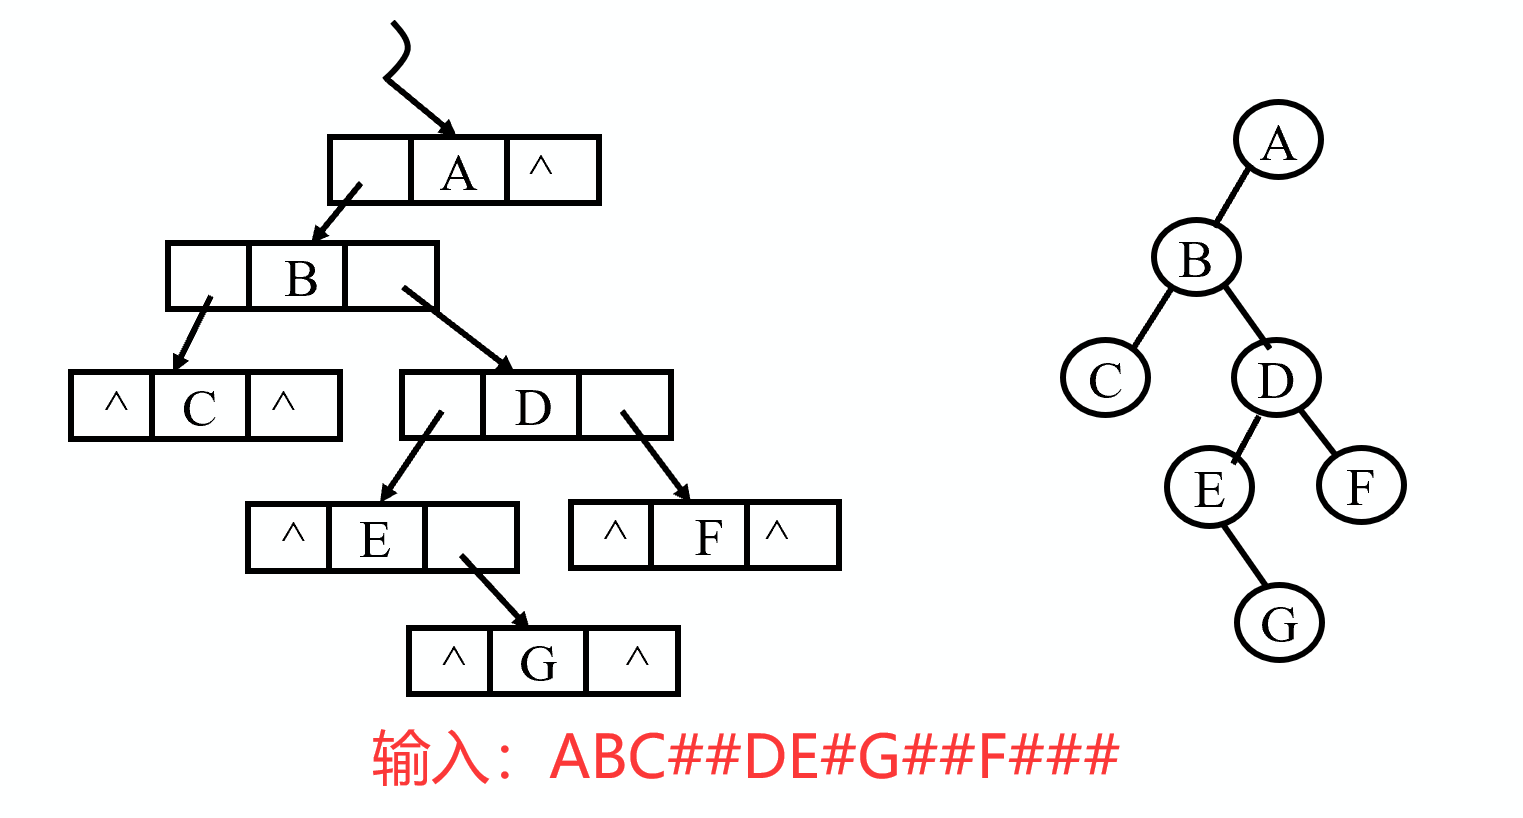 ^ A ^
B
^ C ^
D
^ E
^ F ^
^ G ^
A
B
C
D
E
F
G
输入：ABC##DE#G##F###